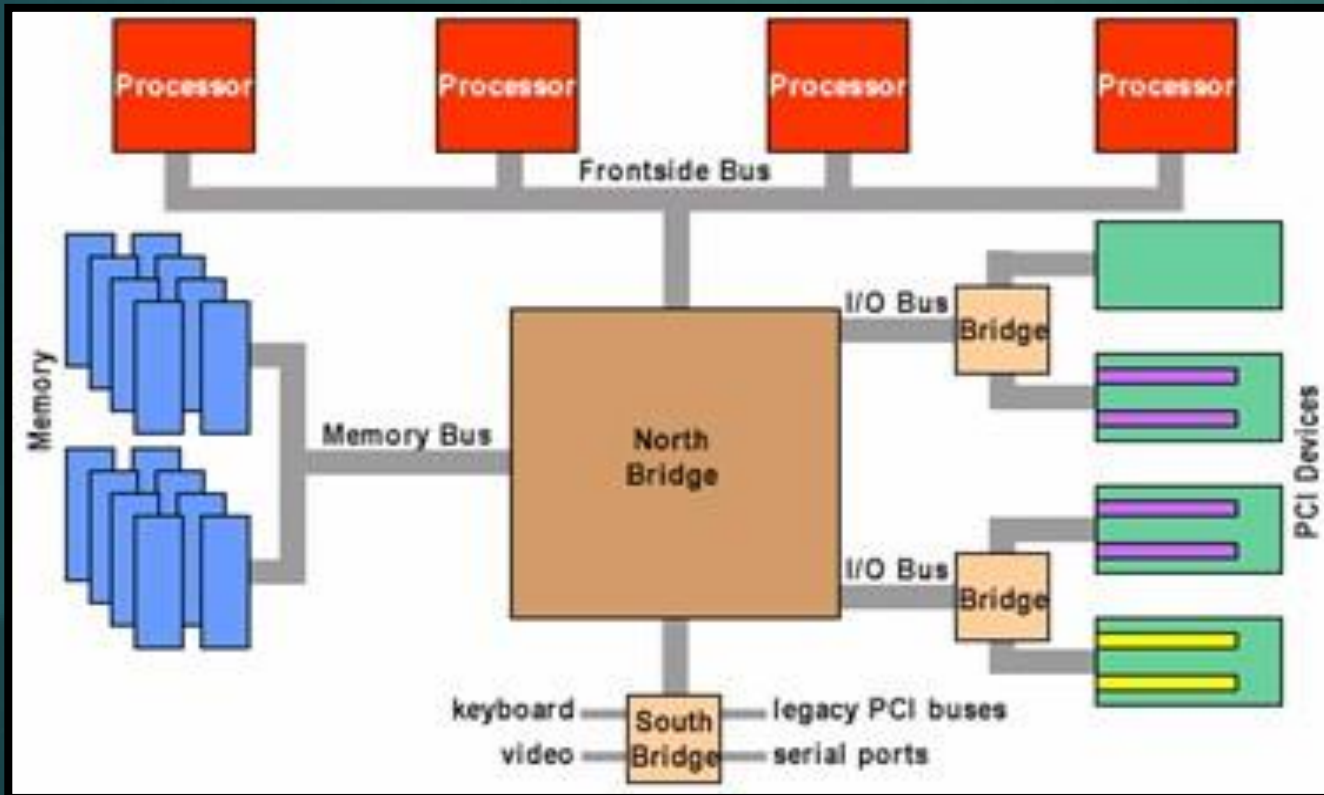 Processor
Processor
Processor
Processor
Frontside Bus
I/O Bus
Bridge
Memory
Memory Bus
North
Bridge
PCI Devices
I/O Bus
Bridge
keyboard
South
Bridge
legacy PCI buses
video
serial ports